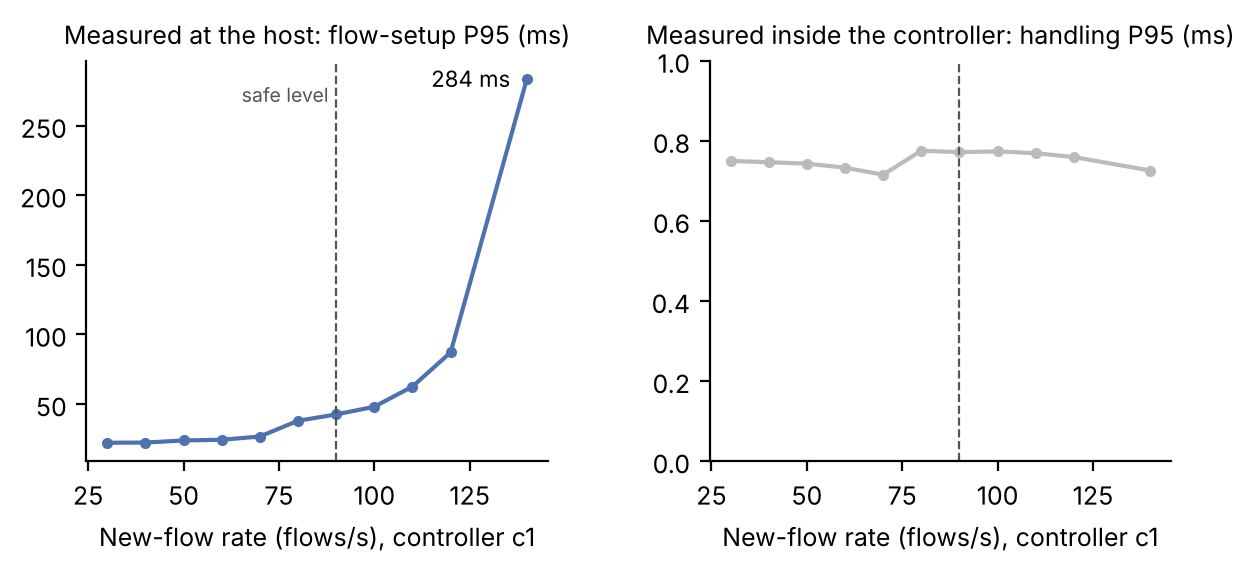 Measured at the host: flow-setup P95 (ms)
284 ms
safe level
250
200
150
100
50
25 50 75 100 125
New-flow rate (flows/s), controller c1
Measured inside the controller: handling P95 (ms)
1.0
0.8
0.6
0.4
0.2
0.0
25 50 75 100 125
New-flow rate (flows/s), controller c1